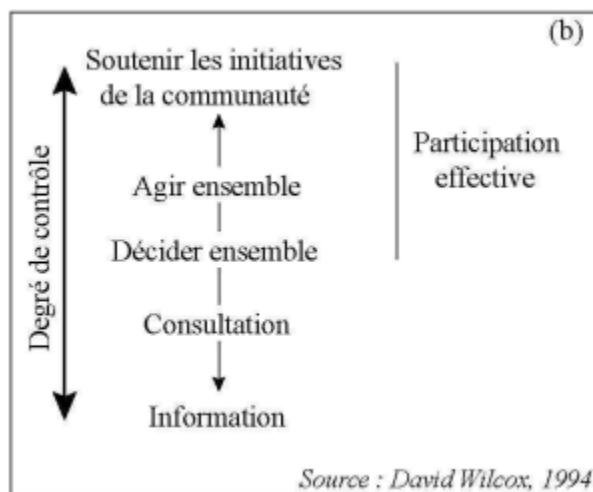 (b)
Soutenir les initiatives
de la communauté
Agir ensemble
Décider ensemble
Consultation
Information
Degré de contrôle
Participation
effective
Source : David Wilcox, 1994